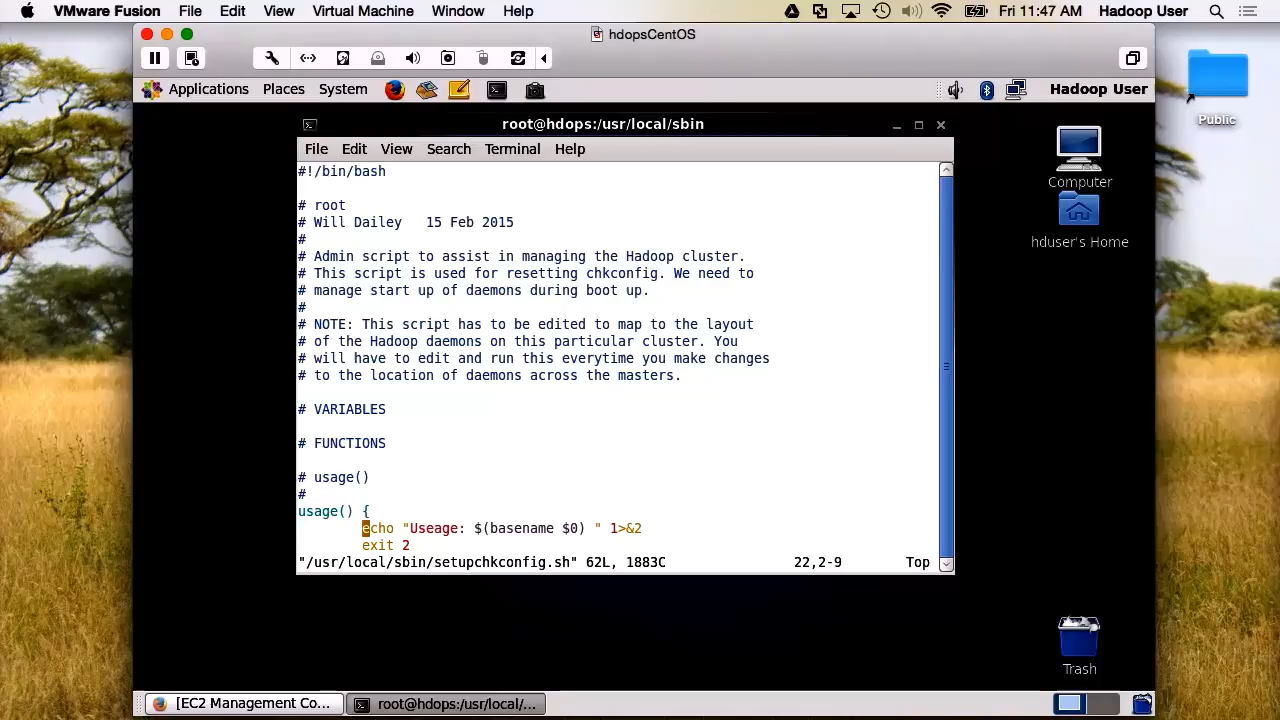 VMware Fusion File Edit View Virtual Machine Window Help Fri 11:47 AM Hadoop User
hdopsCentOS
Applications Places System Hadoop User
Public
root@hdops:/usr/local/sbin
File Edit View Search Terminal Help
#!/bin/bash
# root
# Will Dailey   15 Feb 2015
#
# Admin script to assist in managing the Hadoop cluster.
# This script is used for resetting chkconfig. We need to
# manage start up of daemons during boot up.
#
# NOTE: This script has to be edited to map to the layout
# of the Hadoop daemons on this particular cluster. You
# will have to edit and run this everytime you make changes
# to the location of daemons across the masters.
# VARIABLES
# FUNCTIONS
# usage()
#
usage() {
echo "Useage: $(basename $0) " 1>&2
exit 2
"/usr/local/sbin/setupchkconfig.sh" 62L, 1883C 22,2-9 Top
Computer
hduser's Home
Trash
[EC2 Management Co... root@hdops:/usr/local/...